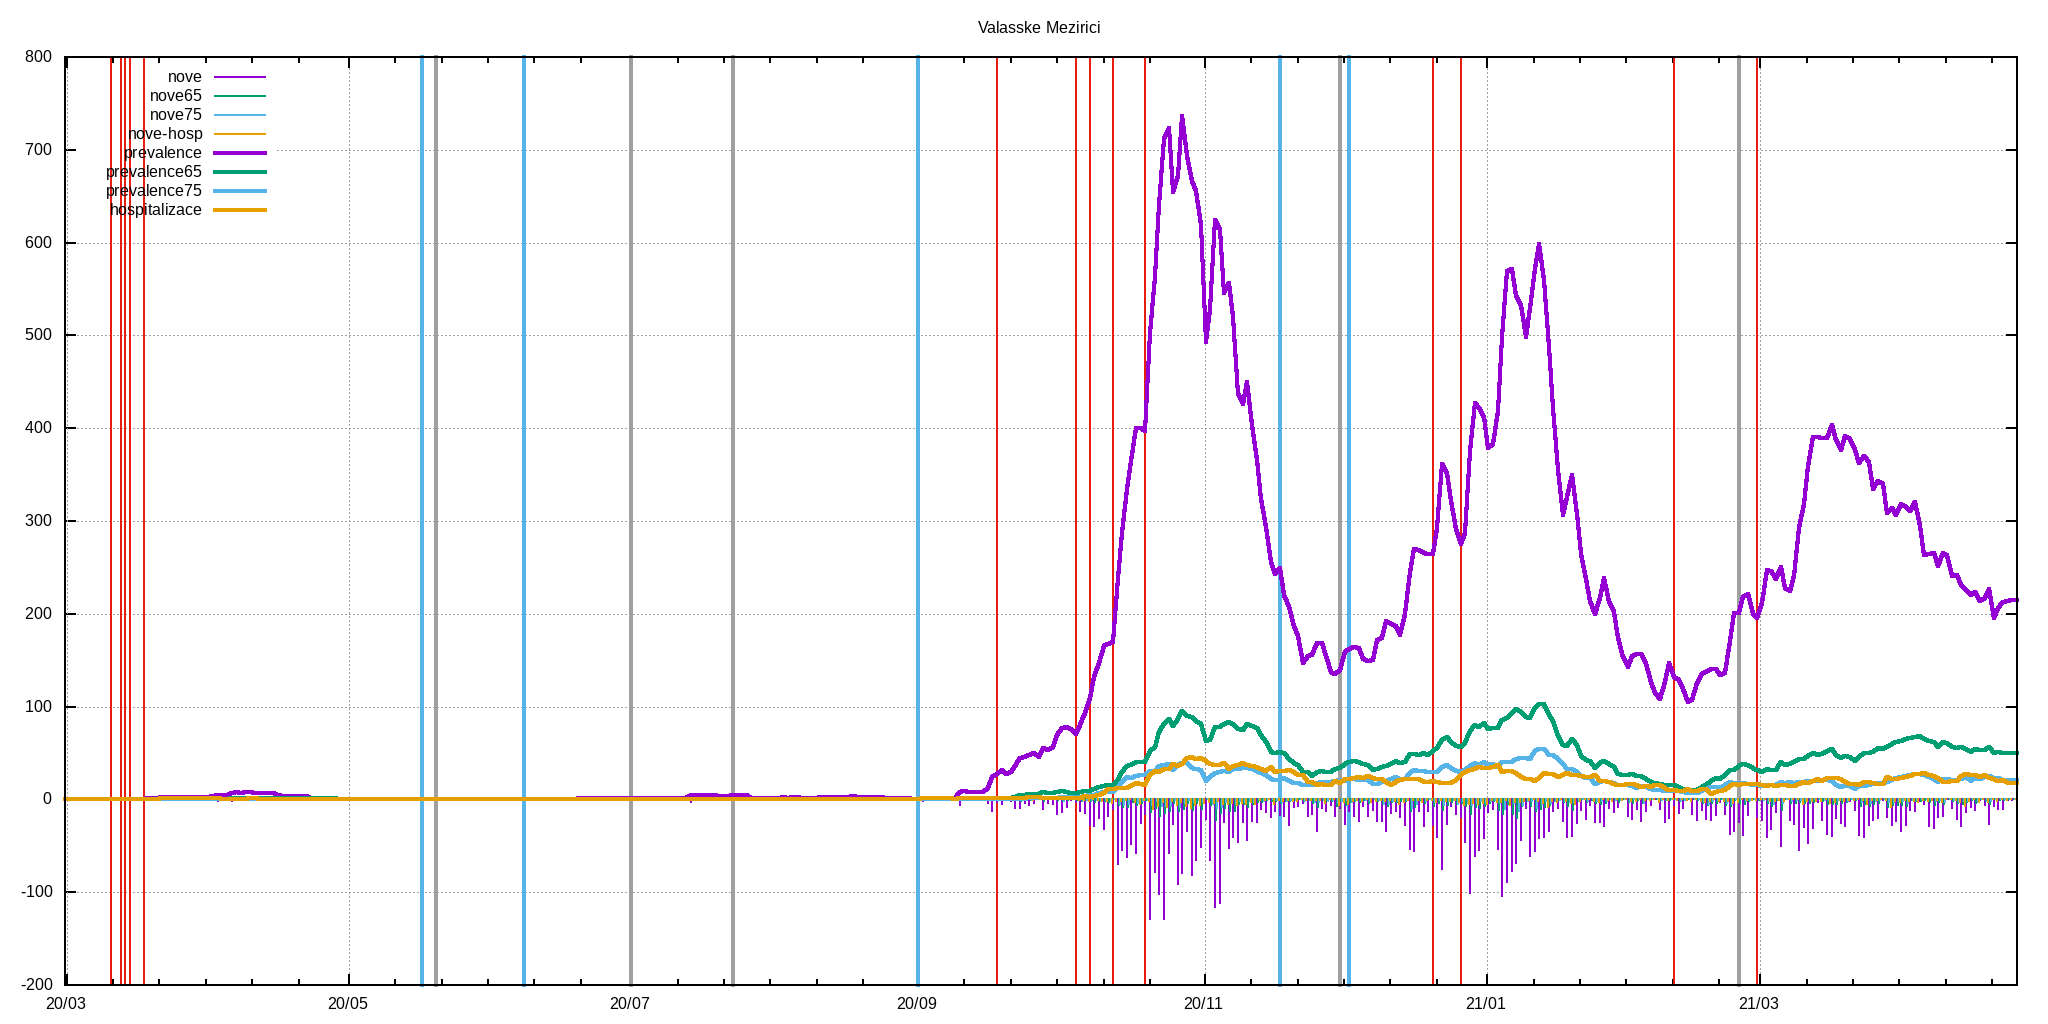 Valasske Mezirici
800
700
600
500
400
300
200
100
0
-100
-200
nove
nove65
nove75
nove-hosp
prevalence
prevalence65
prevalence75
hospitalizace
20/03 20/05 20/07 20/09 20/11 21/01 21/03